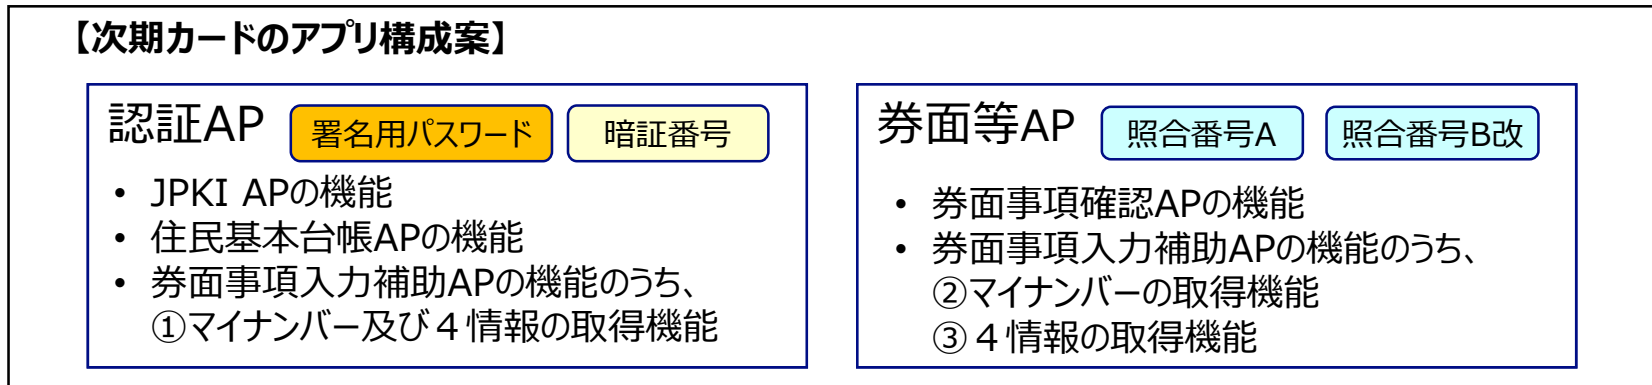 【次期カードのアプリ構成案】
認証AP 署名用パスワード 暗証番号
• JPKI APの機能
• 住民基本台帳APの機能
• 券面事項入力補助APの機能のうち、
①マイナンバー及び４情報の取得機能
券面等AP 照合番号A 照合番号B改
• 券面事項確認APの機能
• 券面事項入力補助APの機能のうち、
②マイナンバーの取得機能
③４情報の取得機能